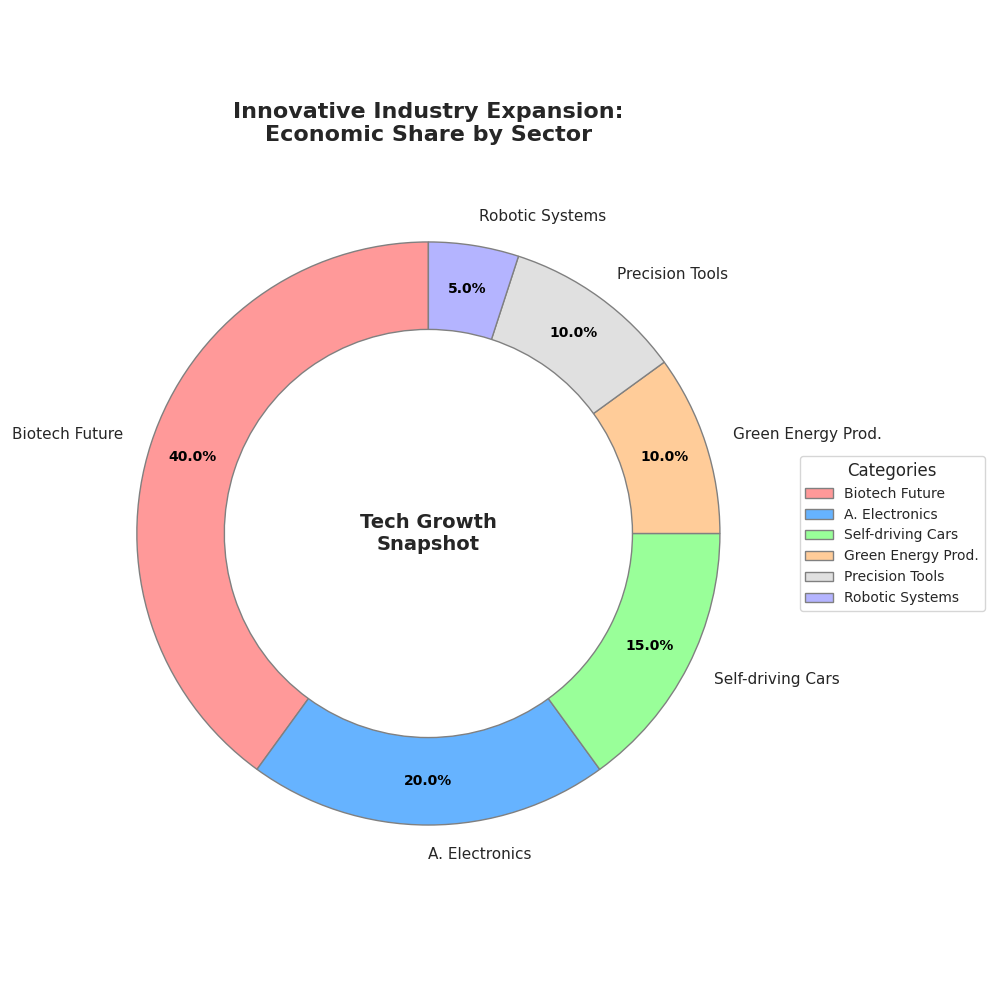 Innovative Industry Expansion:
Economic Share by Sector
Robotic Systems
Precision Tools
5.0%
10.0%
Biotech Future
Green Energy Prod.
40.0%
10.0%
Tech Growth
Snapshot
Categories
Biotech Future
A. Electronics
Self-driving Cars
Green Energy Prod.
Precision Tools
Robotic Systems
15.0%
Self-driving Cars
20.0%
A. Electronics